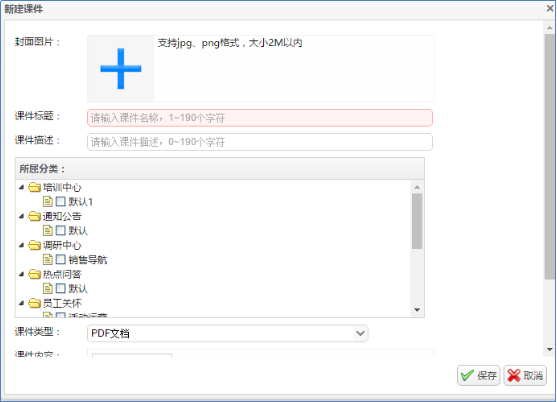 新建课件
封面图片：
支持jpg、png格式，大小2M以内
课件标题：
请输入课件名称，1~190个字符
课件描述：
请输入课件描述，0~190个字符
所属分类：
培训中心
默认1
通知公告
默认
调研中心
销售导航
热点问答
默认
员工关怀
活动运营
课件类型：
PDF文档
课件内容：
保存
取消